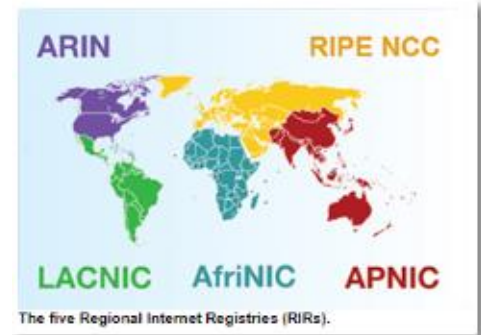 ARIN RIPE NCC
LACNIC AfriNIC APNIC
The five Regional Internet Registries (RIRs).